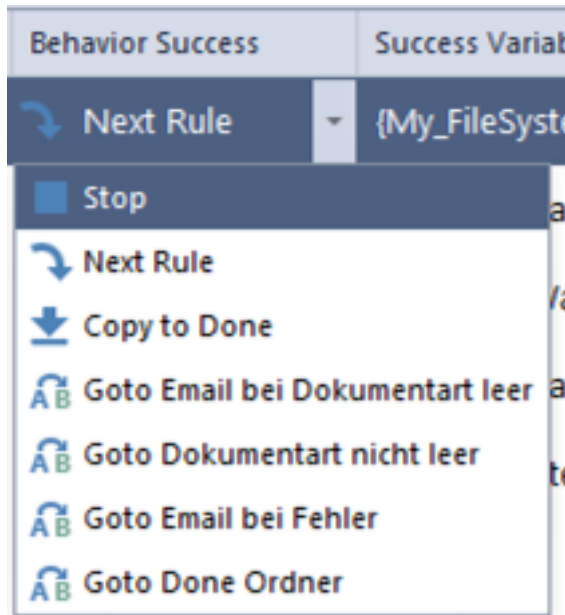 Behavior Success Success
Next Rule
Stop
Next Rule
Copy to Done
Goto Email bei Dokumentart leer
Goto Dokumentart nicht leer
Goto Email bei Fehler
Goto Done Ordner